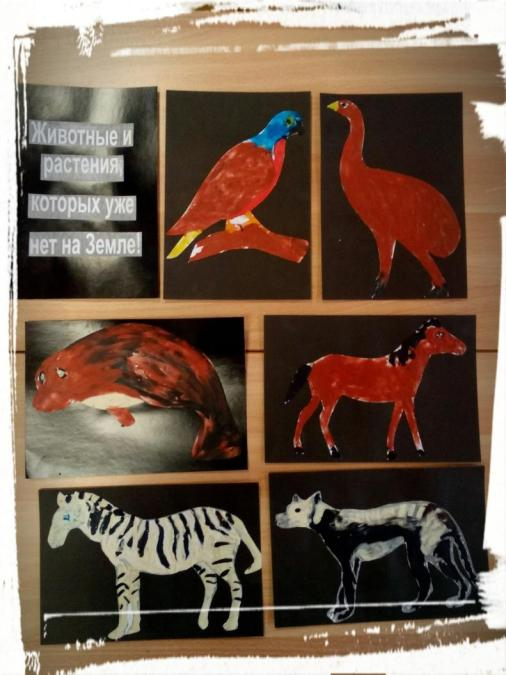 Животные и
растения,
которых уже
нет на Земле!